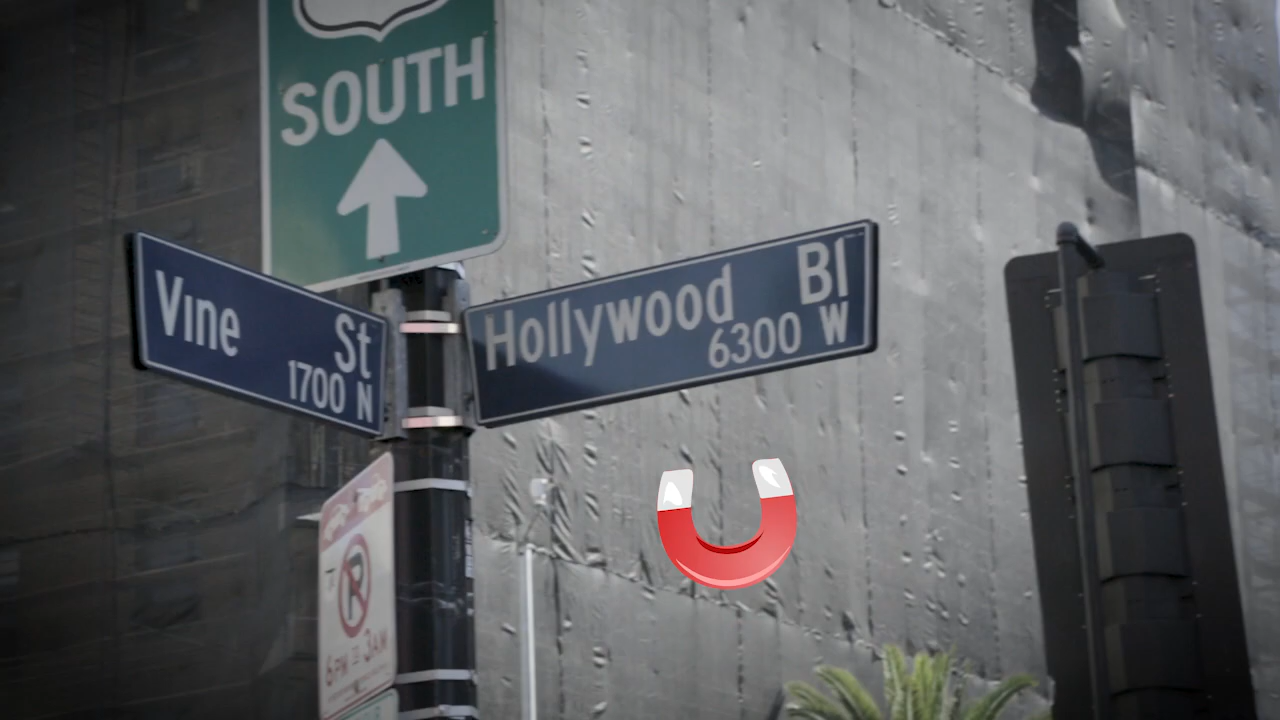 SOUTH
Vine St
1700 N
Hollywood Bl
6300 W
6PM TO 3AM